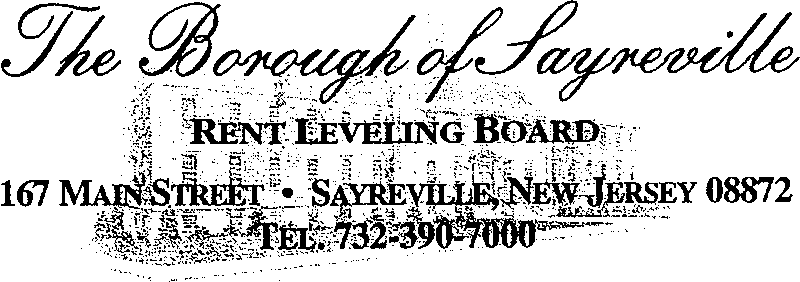 The Borough of Sayreville
RENT LEVELING BOARD
167 MAIN STREET • SAYREVILLE, NEW JERSEY 08872
TEL. 732-390-7000